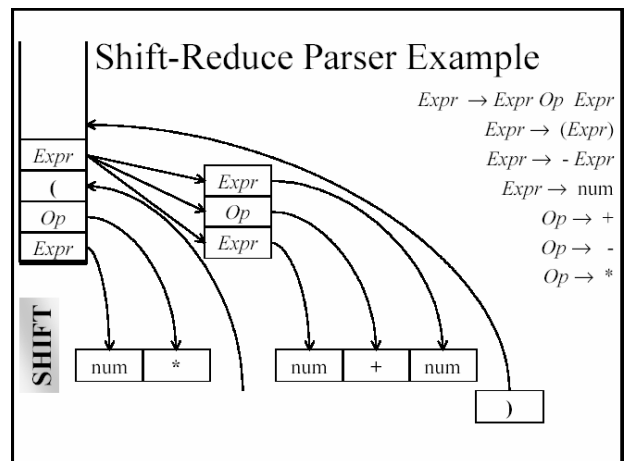 Shift-Reduce Parser Example
Expr → Expr Op Expr
Expr → (Expr)
Expr → - Expr
Expr → num
Op → +
Op → -
Op → *
Expr
(
Op
Expr
Expr
Op
Expr
SHIFT
num *
num + num
)